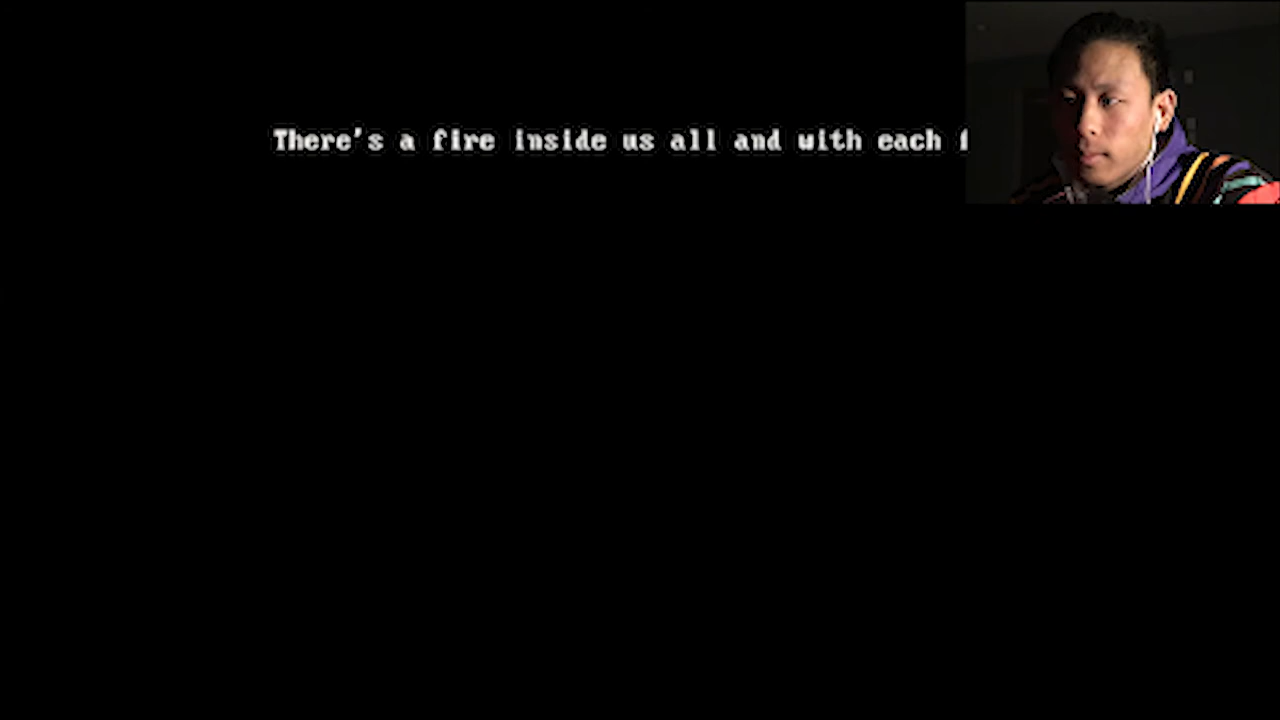 There's a fire inside us all and with each f